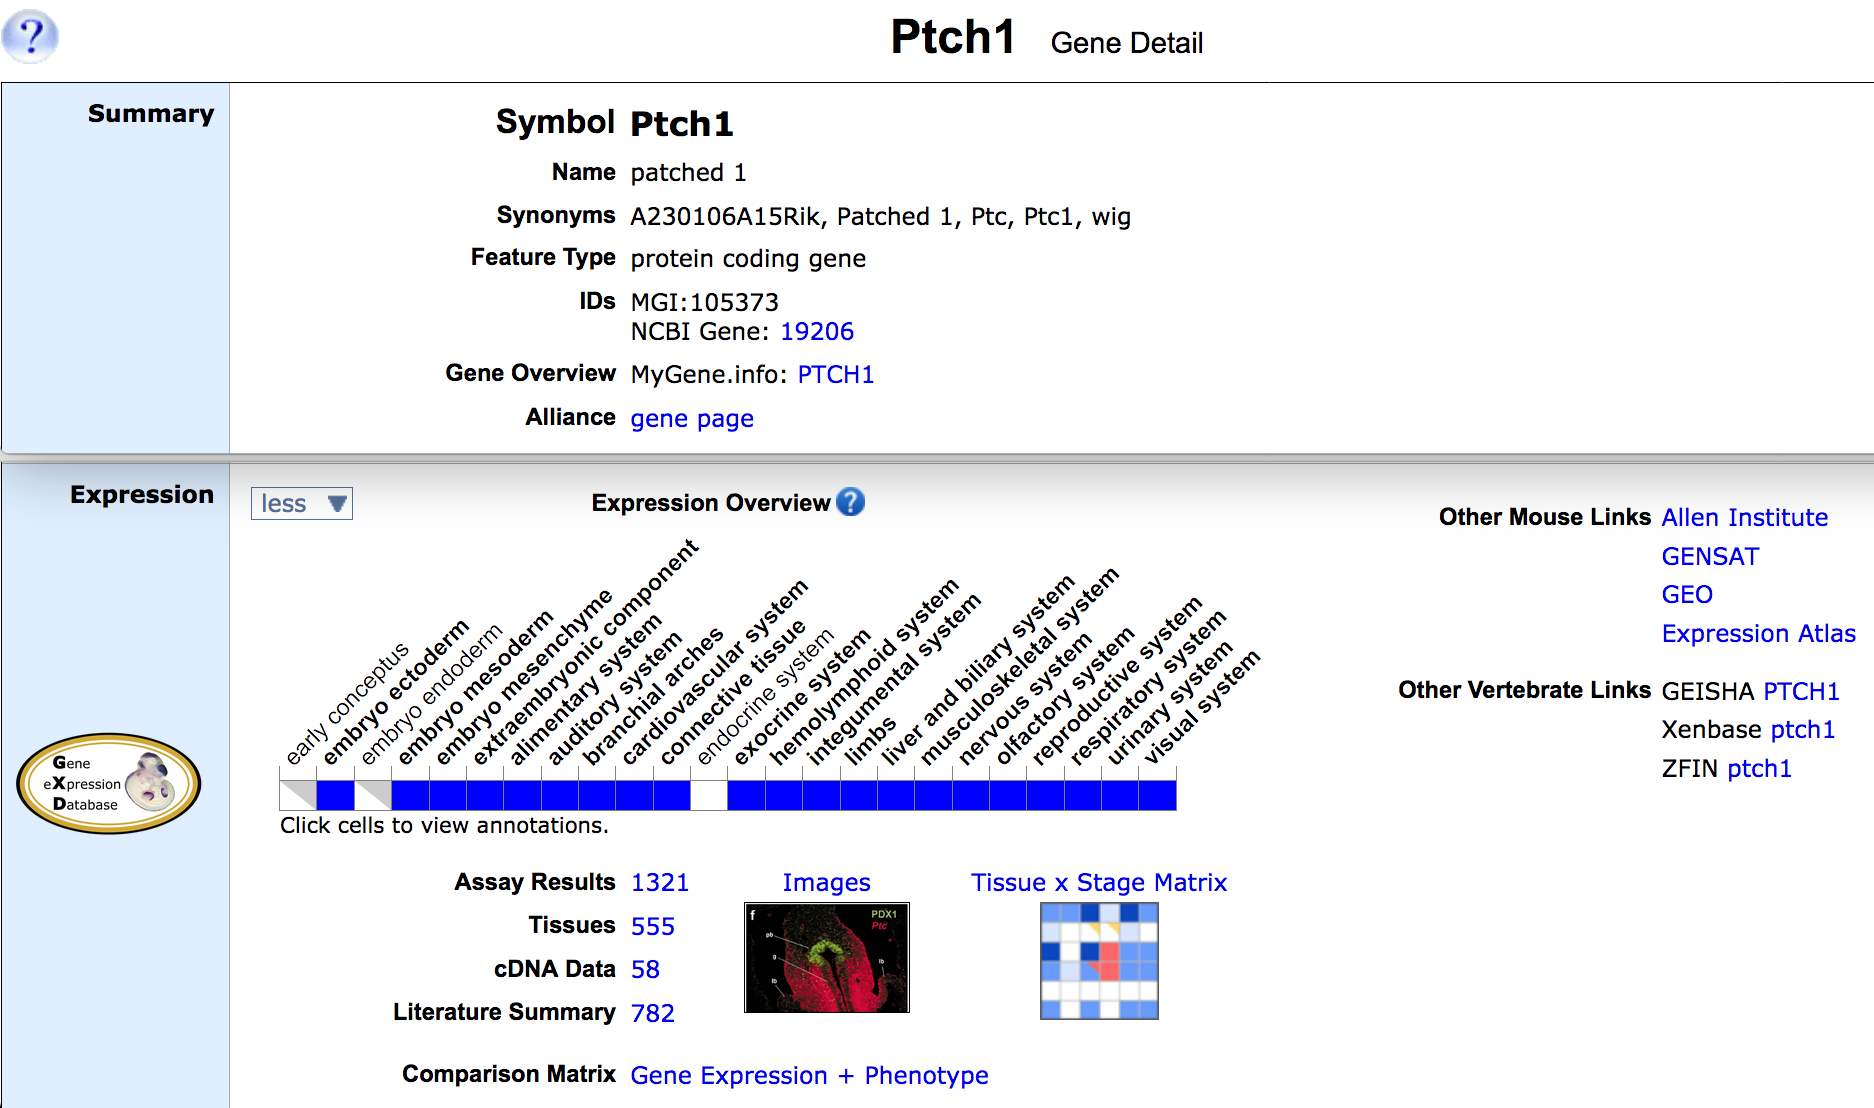 ?
Ptch1 Gene Detail
Summary
Symbol Ptch1
Name patched 1
Synonyms A230106A15Rik, Patched 1, Ptc, Ptc1, wig
Feature Type protein coding gene
IDs MGI:105373
NCBI Gene: 19206
Gene Overview MyGene.info: PTCH1
Alliance gene page
Expression
less
Expression Overview ?
early conceptus
embryo ectoderm
embryo endoderm
embryo mesoderm
embryo mesenchyme
extraembryonic component
alimentary system
auditory system
branchial arches
cardiovascular system
connective tissue
endocrine system
exocrine system
hemolymphoid system
integumental system
limbs
liver and biliary system
musculoskeletal system
nervous system
olfactory system
reproductive system
respiratory system
urinary system
visual system
Click cells to view annotations.
Gene
eXpression
Database
Assay Results 1321
Tissues 555
cDNA Data 58
Literature Summary 782
Images
f
PDX1
Ptc
pb
g
lb
lb
Tissue x Stage Matrix
Comparison Matrix Gene Expression + Phenotype
Other Mouse Links Allen Institute
GENSAT
GEO
Expression Atlas
Other Vertebrate Links GEISHA PTCH1
Xenbase ptch1
ZFIN ptch1